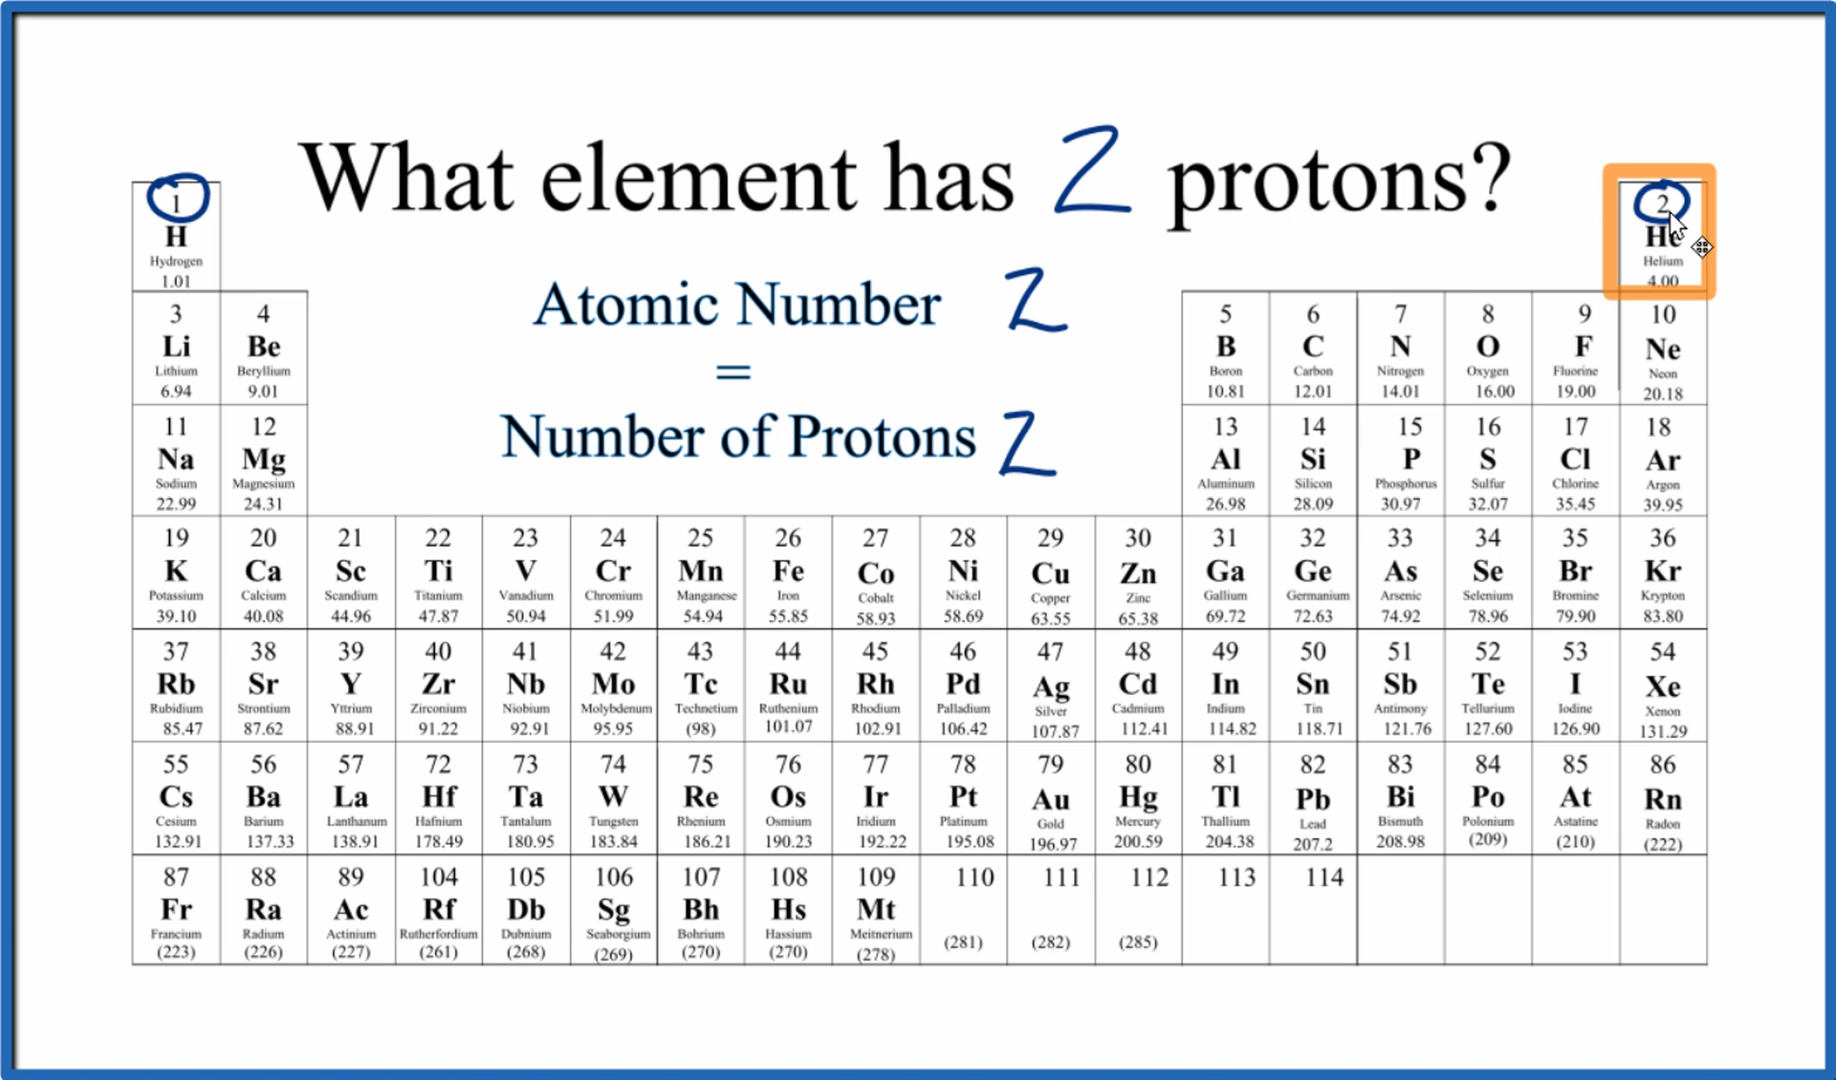 What element has 2 protons?
Atomic Number 2
=
Number of Protons 2
1 2
H He
Hydrogen Helium
1.01 4.00
3 4 5 6 7 8 9 10
Li Be B C N O F Ne
Lithium Beryllium Boron Carbon Nitrogen Oxygen Fluorine Neon
6.94 9.01 10.81 12.01 14.01 16.00 19.00 20.18
11 12 13 14 15 16 17 18
Na Mg Al Si P S Cl Ar
Sodium Magnesium Aluminum Silicon Phosphorus Sulfur Chlorine Argon
22.99 24.31 26.98 28.09 30.97 32.07 35.45 39.95
19 20 21 22 23 24 25 26 27 28 29 30 31 32 33 34 35 36
K Ca Sc Ti V Cr Mn Fe Co Ni Cu Zn Ga Ge As Se Br Kr
Potassium Calcium Scandium Titanium Vanadium Chromium Manganese Iron Cobalt Nickel Copper Zinc Gallium Germanium Arsenic Selenium Bromine Krypton
39.10 40.08 44.96 47.87 50.94 51.99 54.94 55.85 58.93 58.69 63.55 65.38 69.72 72.63 74.92 78.96 79.90 83.80
37 38 39 40 41 42 43 44 45 46 47 48 49 50 51 52 53 54
Rb Sr Y Zr Nb Mo Tc Ru Rh Pd Ag Cd In Sn Sb Te I Xe
Rubidium Strontium Yttrium Zirconium Niobium Molybdenum Technetium Ruthenium Rhodium Palladium Silver Cadmium Indium Tin Antimony Tellurium Iodine Xenon
85.47 87.62 88.91 91.22 92.91 95.95 (98) 101.07 102.91 106.42 107.87 112.41 114.82 118.71 121.76 127.60 126.90 131.29
55 56 57 72 73 74 75 76 77 78 79 80 81 82 83 84 85 86
Cs Ba La Hf Ta W Re Os Ir Pt Au Hg Tl Pb Bi Po At Rn
Cesium Barium Lanthanum Hafnium Tantalum Tungsten Rhenium Osmium Iridium Platinum Gold Mercury Thallium Lead Bismuth Polonium Astatine Radon
132.91 137.33 138.91 178.49 180.95 183.84 186.21 190.23 192.22 195.08 196.97 200.59 204.38 207.2 208.98 (209) (210) (222)
87 88 89 104 105 106 107 108 109 110 111 112 113 114
Fr Ra Ac Rf Db Sg Bh Hs Mt
Francium Radium Actinium Rutherfordium Dubnium Seaborgium Bohrium Hassium Meitnerium
(223) (226) (227) (261) (268) (269) (270) (270) (278) (281) (282) (285)